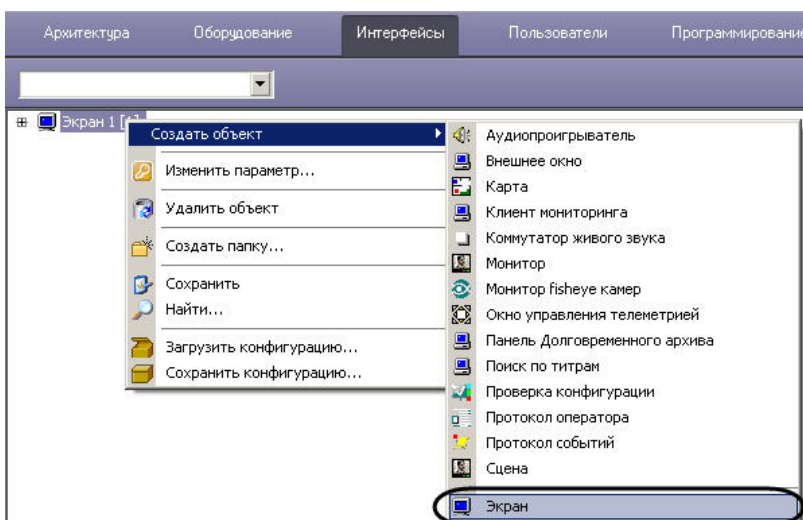 Архитектура Оборудование Интерфейсы Пользователи Программирование
Экран 1 [1]
Создать объект
Изменить параметр...
Удалить объект
Создать папку...
Сохранить
Найти...
Загрузить конфигурацию...
Сохранить конфигурацию...
Аудиопроигрыватель
Внешнее окно
Карта
Клиент мониторинга
Коммутатор живого звука
Монитор
Монитор fisheye камер
Окно управления телеметрией
Панель Долговременного архива
Поиск по титрам
Проверка конфигурации
Протокол оператора
Протокол событий
Сцена
Экран